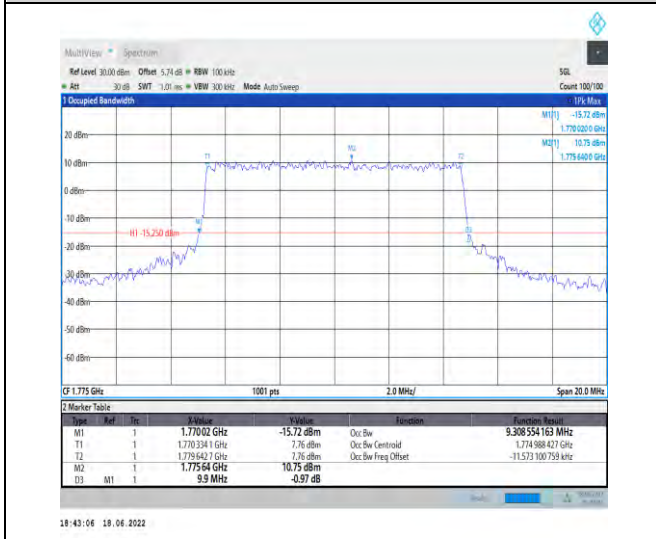 MultiView Spectrum
Ref Level 30.00 dBm Offset 5.74 dB RBW 100 kHz SGL
Att 30 dB SWT 1.01 ms VBW 300 kHz Mode Auto Sweep Count 100/100
1 Occupied Bandwidth 1Pk Max
M1[1] -15.72 dBm
1.770 020 0 GHz
M2[1] 10.75 dBm
1.775 640 0 GHz
20 dBm
M2
T1 T2
10 dBm
0 dBm
-10 dBm
M1
H1 -15.250 dBm D3
-20 dBm
-30 dBm
-40 dBm
-50 dBm
-60 dBm
CF 1.775 GHz 1001 pts 2.0 MHz/ Span 20.0 MHz
2 Marker Table
Type Ref Trc X-Value Y-Value Function Function Result
M1 1 1.770 02 GHz -15.72 dBm Occ Bw 9.308 554 163 MHz
T1 1 1.770 334 1 GHz 7.76 dBm Occ Bw Centroid 1.774 988 427 GHz
T2 1 1.779 642 7 GHz 7.76 dBm Occ Bw Freq Offset -11.573 100 759 kHz
M2 1 1.775 64 GHz 10.75 dBm
D3 M1 1 9.9 MHz -0.97 dB
18:43:06 18.06.2022